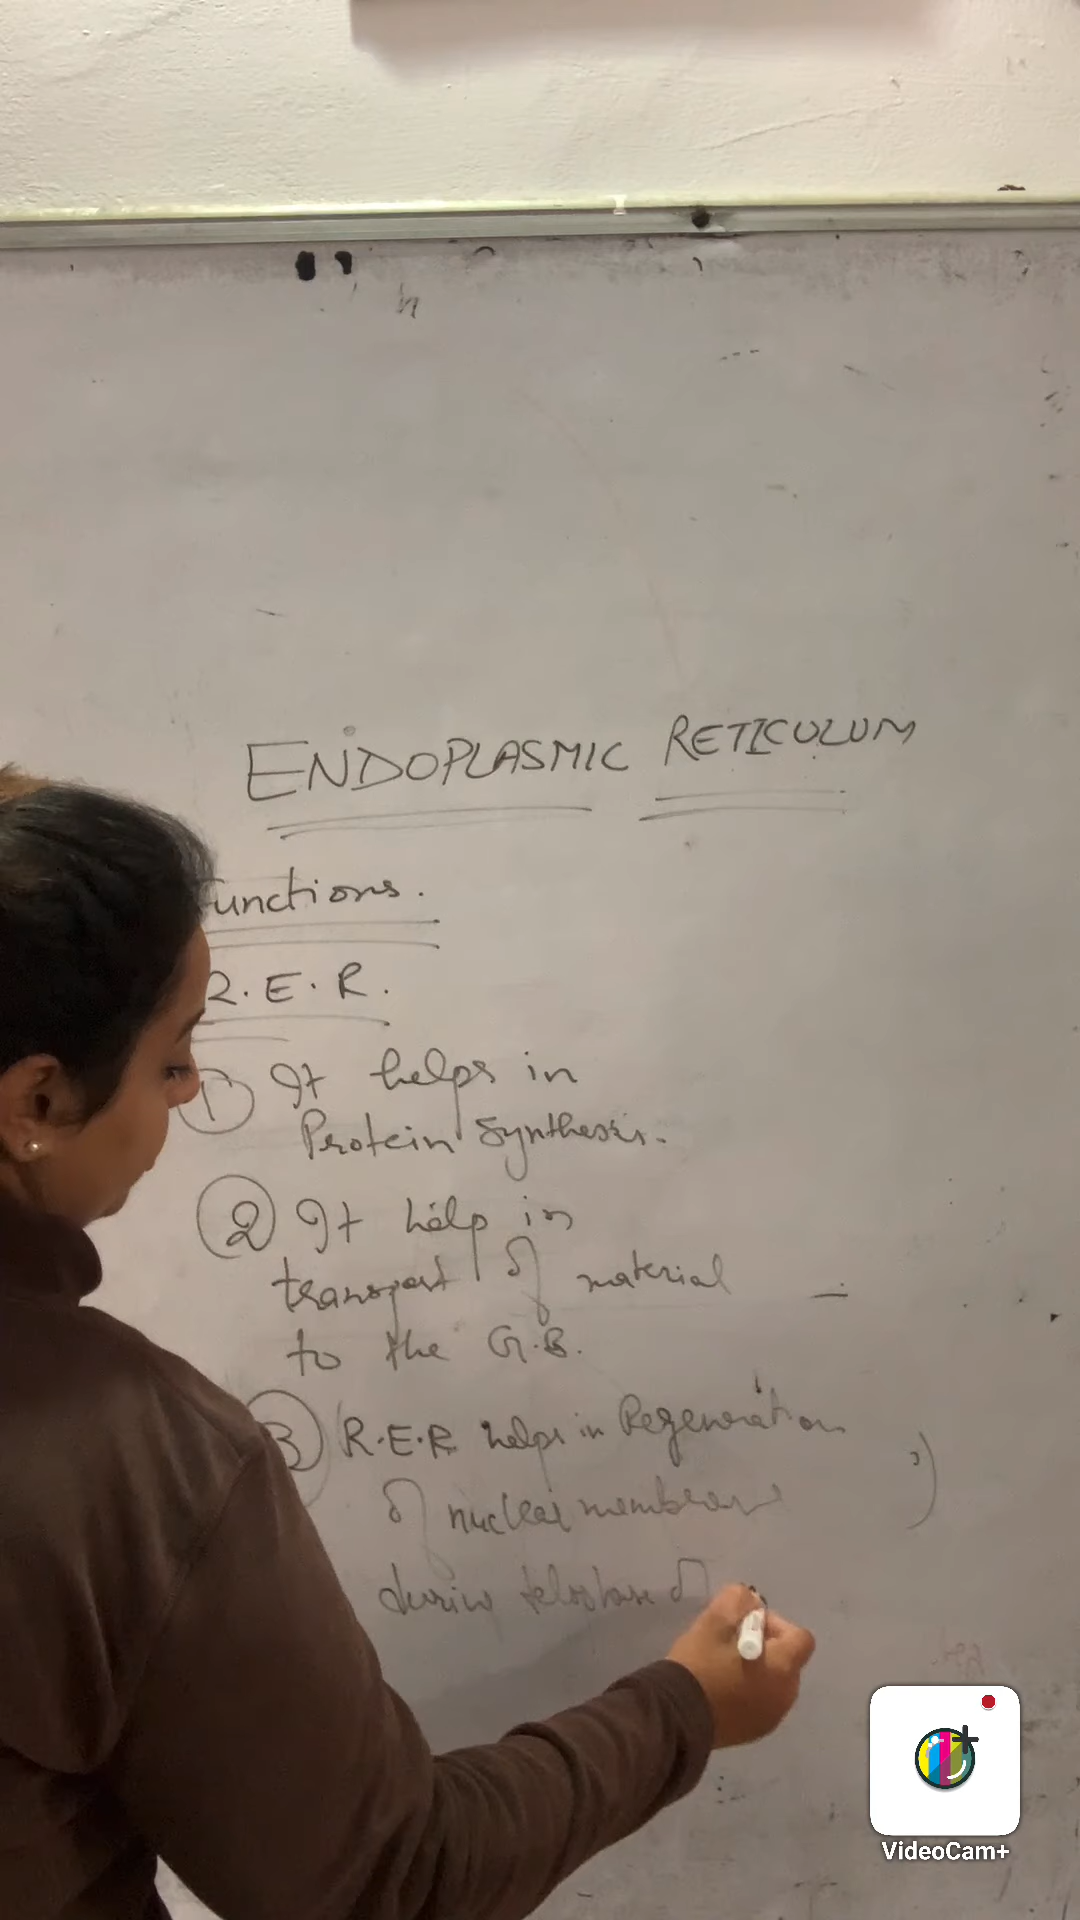 ENDOPLASMIC RETICULUM
Functions.
R.E.R.
① It helps in
Protein synthesis.
② It help in
transport of material –
to the G.B.
③ R.E.R helps in Regeneration
of nuclear membrane
during telophase of
VideoCam+